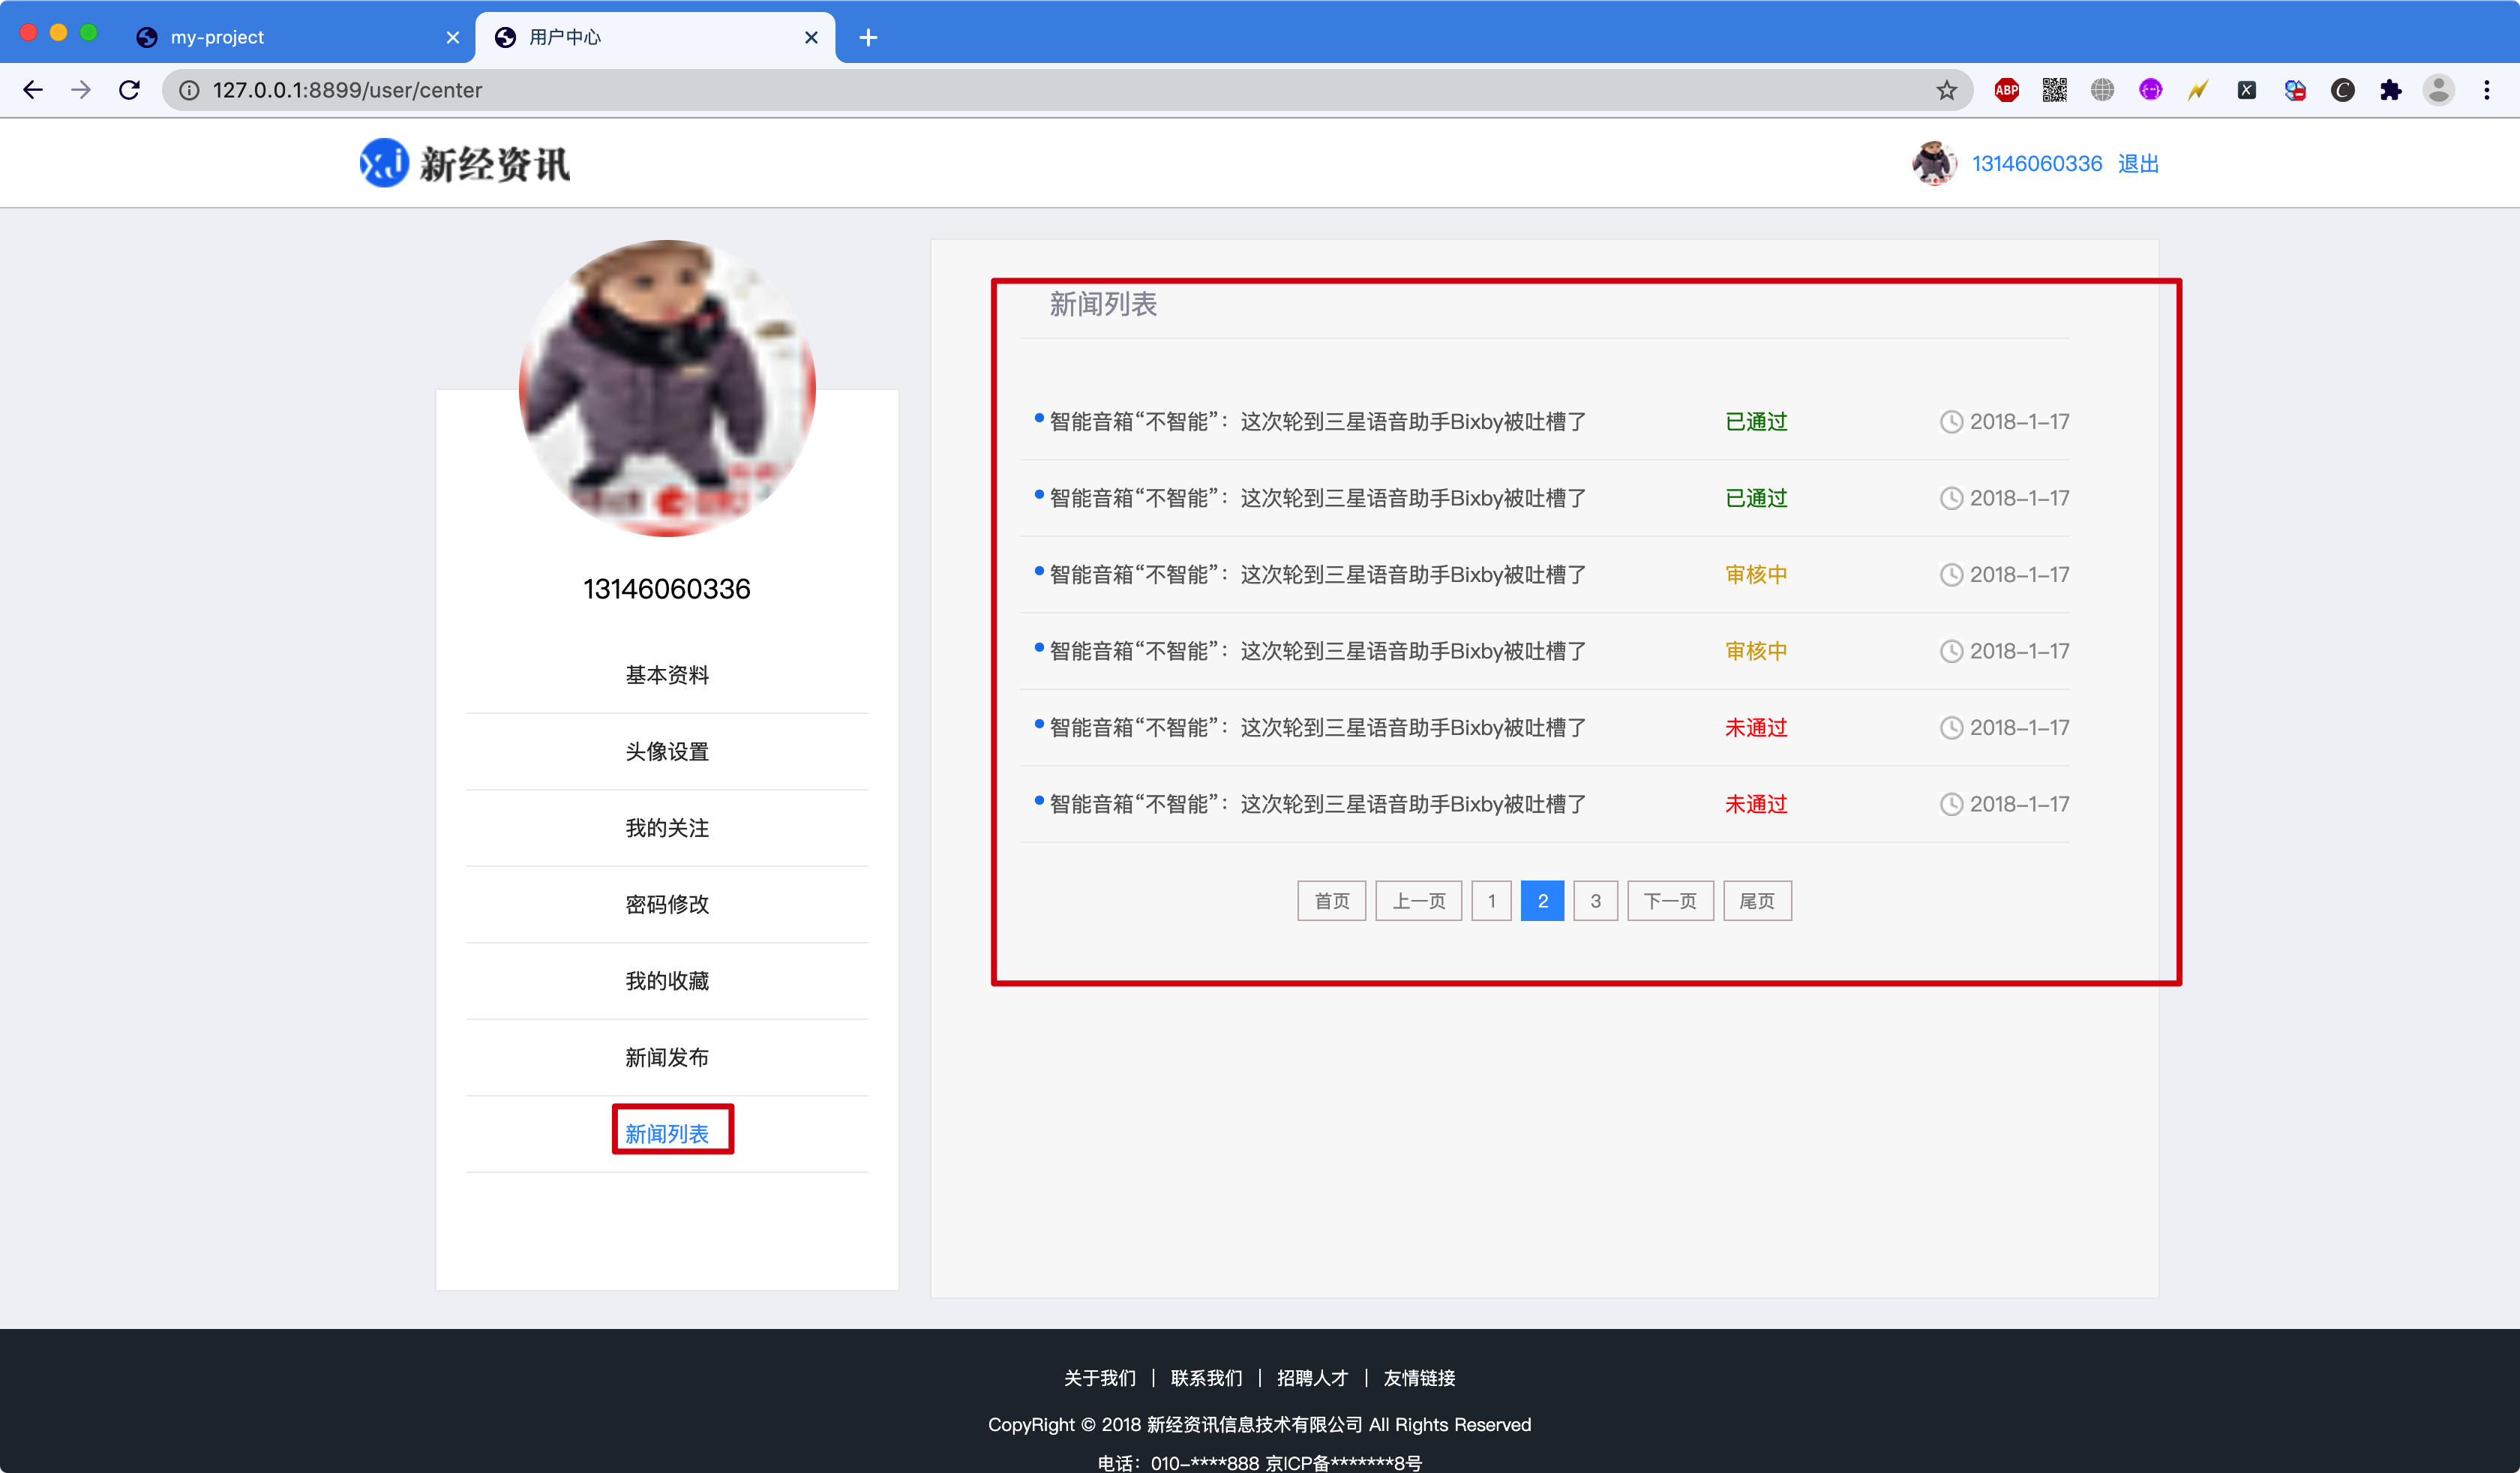 my-project
用户中心
127.0.0.1:8899/user/center
ABP
新经资讯
13146060336 退出
13146060336
基本资料
头像设置
我的关注
密码修改
我的收藏
新闻发布
新闻列表
新闻列表
智能音箱“不智能”：这次轮到三星语音助手Bixby被吐槽了 已通过 2018-1-17
智能音箱“不智能”：这次轮到三星语音助手Bixby被吐槽了 已通过 2018-1-17
智能音箱“不智能”：这次轮到三星语音助手Bixby被吐槽了 审核中 2018-1-17
智能音箱“不智能”：这次轮到三星语音助手Bixby被吐槽了 审核中 2018-1-17
智能音箱“不智能”：这次轮到三星语音助手Bixby被吐槽了 未通过 2018-1-17
智能音箱“不智能”：这次轮到三星语音助手Bixby被吐槽了 未通过 2018-1-17
首页 上一页 1 2 3 下一页 尾页
关于我们 | 联系我们 | 招聘人才 | 友情链接
CopyRight © 2018 新经资讯信息技术有限公司 All Rights Reserved
电话：010-****888 京ICP备*******8号